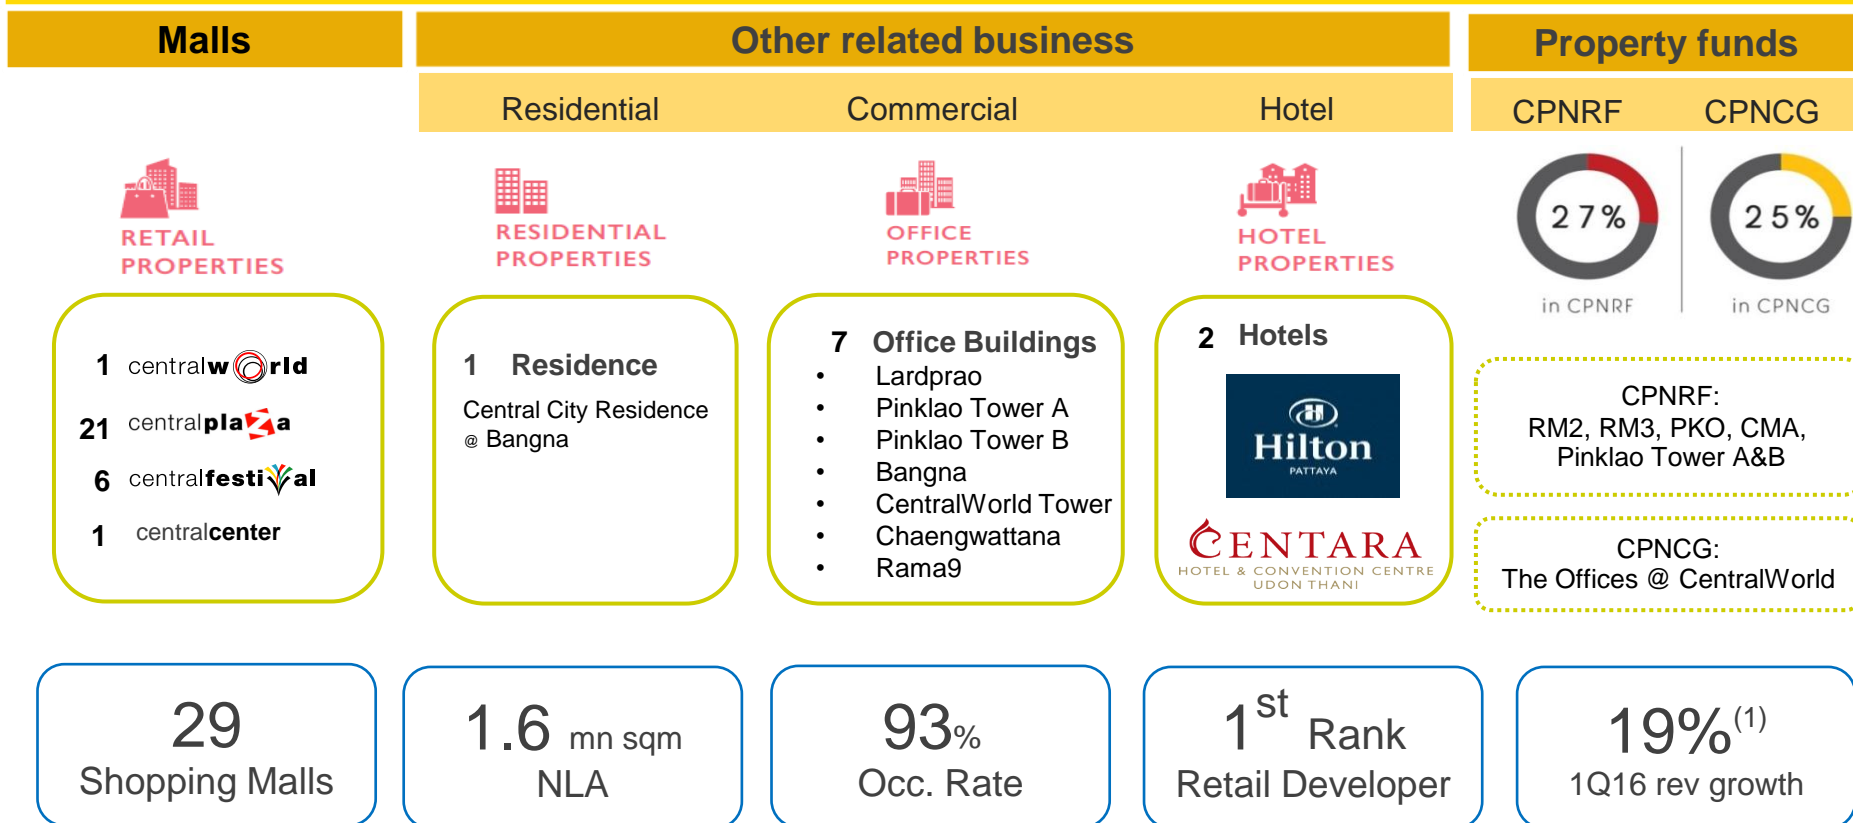 Malls
Other related business
Property funds
Residential
Commercial
Hotel
CPNRF
CPNCG
RETAIL
PROPERTIES
RESIDENTIAL
PROPERTIES
OFFICE
PROPERTIES
HOTEL
PROPERTIES
27%
in CPNRF
25%
in CPNCG
1 centralworld
21 centralplaza
6 centralfestival
1 centralcenter
1 Residence
Central City Residence
@ Bangna
7 Office Buildings
• Lardprao
• Pinklao Tower A
• Pinklao Tower B
• Bangna
• CentralWorld Tower
• Chaengwattana
• Rama9
2 Hotels
Hilton
PATTAYA
CENTARA
HOTEL & CONVENTION CENTRE
UDON THANI
CPNRF:
RM2, RM3, PKO, CMA,
Pinklao Tower A&B
CPNCG:
The Offices @ CentralWorld
29
Shopping Malls
1.6 mn sqm
NLA
93%
Occ. Rate
1st Rank
Retail Developer
19%(1)
1Q16 rev growth